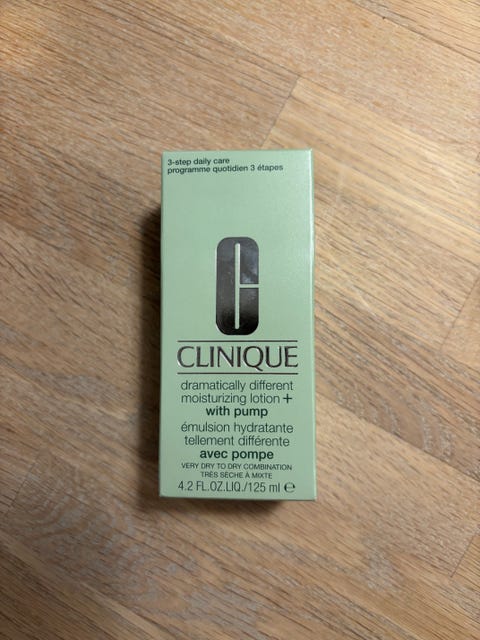 3-step daily care
programme quotidien 3 étapes
CLINIQUE
dramatically different
moisturizing lotion +
with pump
émulsion hydratante
tellement différente
avec pompe
VERY DRY TO DRY COMBINATION
TRÈS SÈCHE À MIXTE
4.2 FL.OZ.LIQ./125 ml ℮